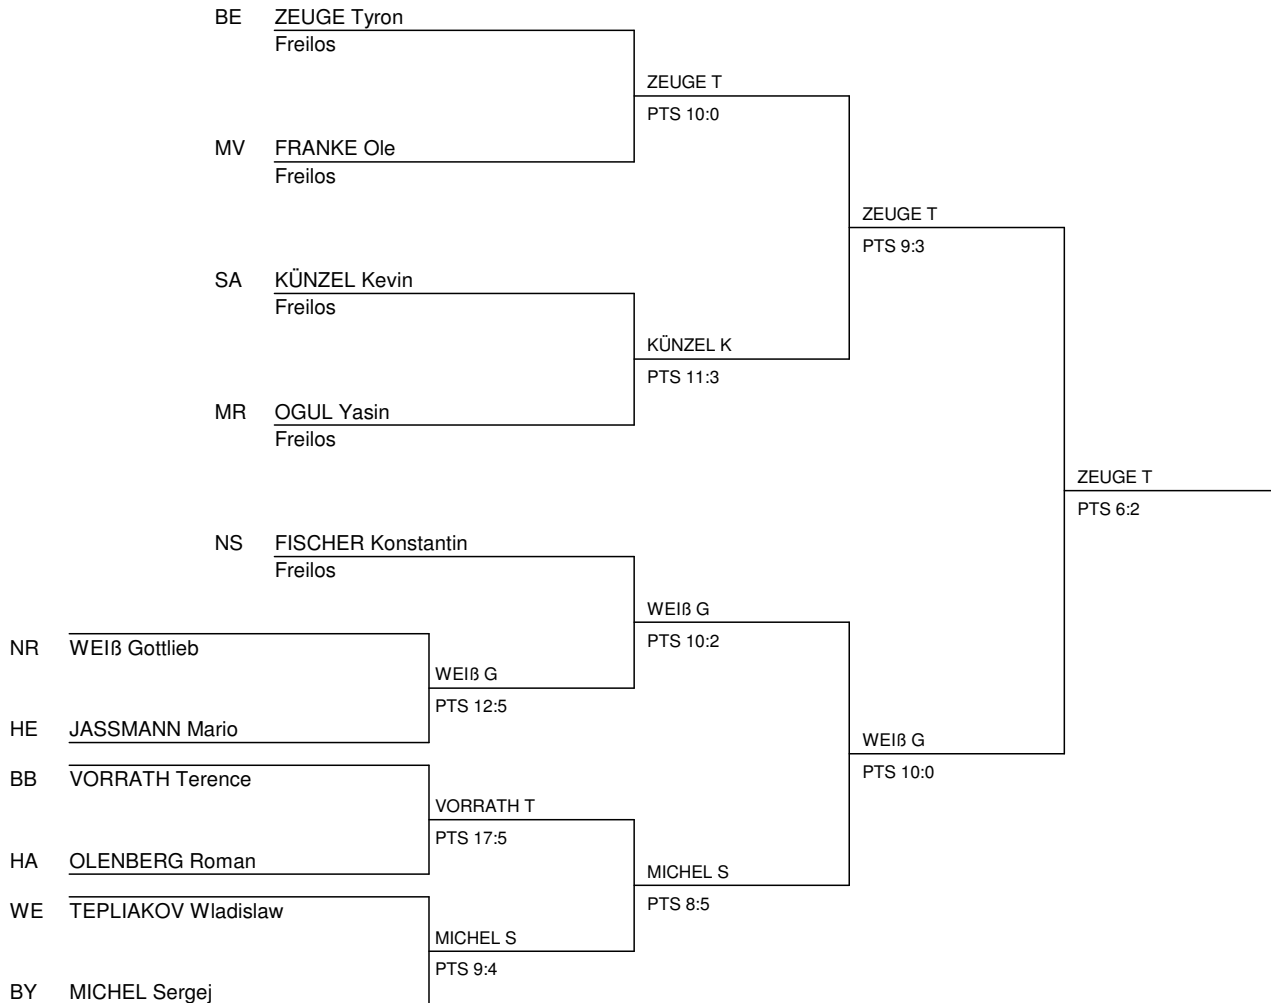 BE ZEUGE Tyron
Freilos
ZEUGE T
PTS 10:0
MV FRANKE Ole
Freilos
ZEUGE T
PTS 9:3
SA KÜNZEL Kevin
Freilos
KÜNZEL K
PTS 11:3
MR OGUL Yasin
Freilos
ZEUGE T
PTS 6:2
NS FISCHER Konstantin
Freilos
WEIß G
PTS 10:2
NR WEIß Gottlieb
WEIß G
PTS 12:5
HE JASSMANN Mario
WEIß G
PTS 10:0
BB VORRATH Terence
VORRATH T
PTS 17:5
HA OLENBERG Roman
MICHEL S
PTS 8:5
WE TEPLIAKOV Wladislaw
MICHEL S
PTS 9:4
BY MICHEL Sergej